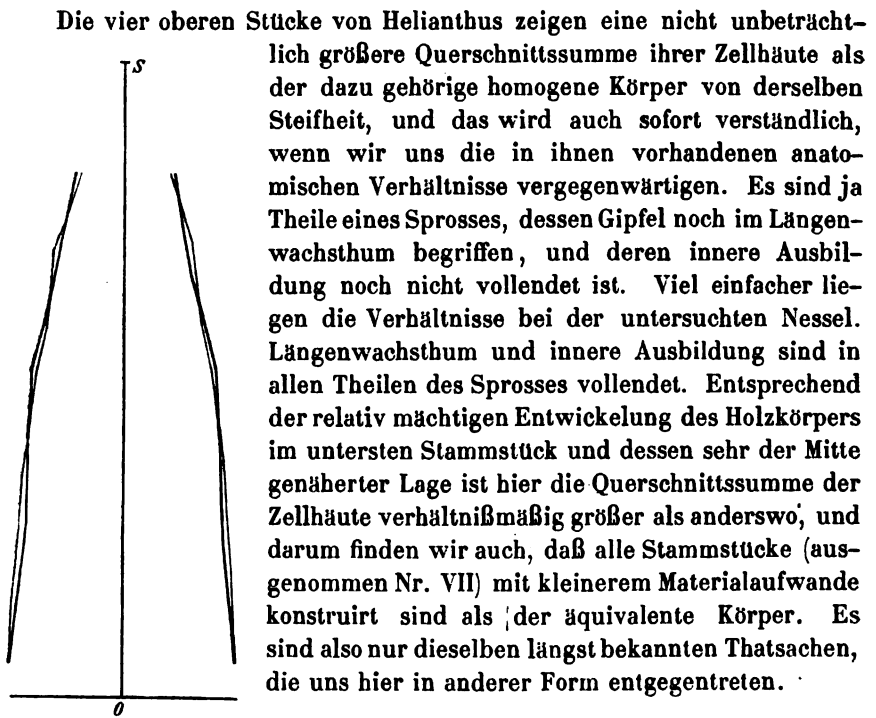 Die vier oberen Stücke von Helianthus zeigen eine nicht unbeträcht-
lich größere Querschnittssumme ihrer Zellhäute als
der dazu gehörige homogene Körper von derselben
Steifheit, und das wird auch sofort verständlich,
wenn wir uns die in ihnen vorhandenen anato-
mischen Verhältnisse vergegenwärtigen. Es sind ja
Theile eines Sprosses, dessen Gipfel noch im Längen-
wachsthum begriffen, und deren innere Ausbil-
dung noch nicht vollendet ist. Viel einfacher lie-
gen die Verhältnisse bei der untersuchten Nessel.
Längenwachsthum und innere Ausbildung sind in
allen Theilen des Sprosses vollendet. Entsprechend
der relativ mächtigen Entwickelung des Holzkörpers
im untersten Stammstück und dessen sehr der Mitte
genäherter Lage ist hier die Querschnittssumme der
Zellhäute verhältnißmäßig größer als anderswo, und
darum finden wir auch, daß alle Stammstücke (aus-
genommen Nr. VII) mit kleinerem Materialaufwande
konstruirt sind als der äquivalente Körper. Es
sind also nur dieselben längst bekannten Thatsachen,
die uns hier in anderer Form entgegentreten.
S
0